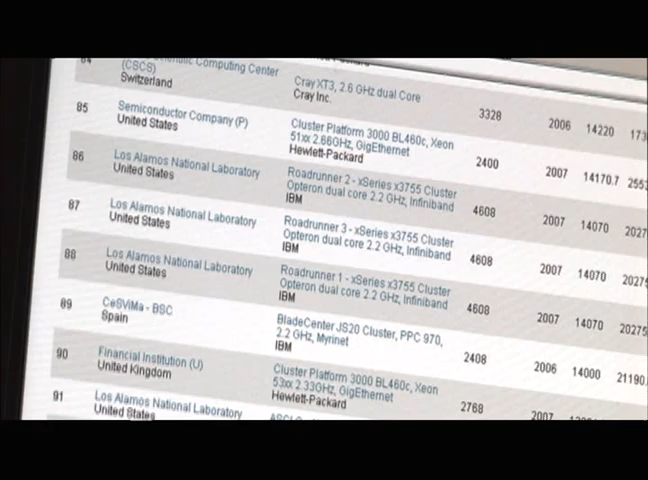 84 Computing Center
(CSCS)
Switzerland
Cray XT3, 2.6 GHz dual Core
Cray Inc.
3328 2006 14220
85 Semiconductor Company (P)
United States
Cluster Platform 3000 BL460c, Xeon
51xx 2.66GHz, GigEthernet
Hewlett-Packard
2400 2007 14170.7
86 Los Alamos National Laboratory
United States
Roadrunner 2 - xSeries x3755 Cluster
Opteron dual core 2.2 GHz, Infiniband
IBM
4608 2007 14070 2027
87 Los Alamos National Laboratory
United States
Roadrunner 3 - xSeries x3755 Cluster
Opteron dual core 2.2 GHz, Infiniband
IBM
4608 2007 14070 20275
88 Los Alamos National Laboratory
United States
Roadrunner 1 - xSeries x3755 Cluster
Opteron dual core 2.2 GHz, Infiniband
IBM
4608 2007 14070 20275
89 CeSViMa - BSC
Spain
BladeCenter JS20 Cluster, PPC 970,
2.2 GHz, Myrinet
IBM
2408 2006 14000 21190.
90 Financial Institution (U)
United Kingdom
Cluster Platform 3000 BL460c, Xeon
53xx 2.33GHz, GigEthernet
Hewlett-Packard
2768 2007
91 Los Alamos National Laboratory
United States